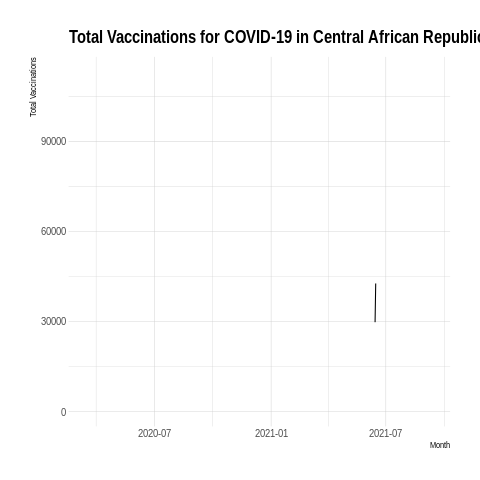 Total Vaccinations for COVID-19 in Central African Republic
Total Vaccinations
90000
60000
30000
0
2020-07 2021-01 2021-07
Month